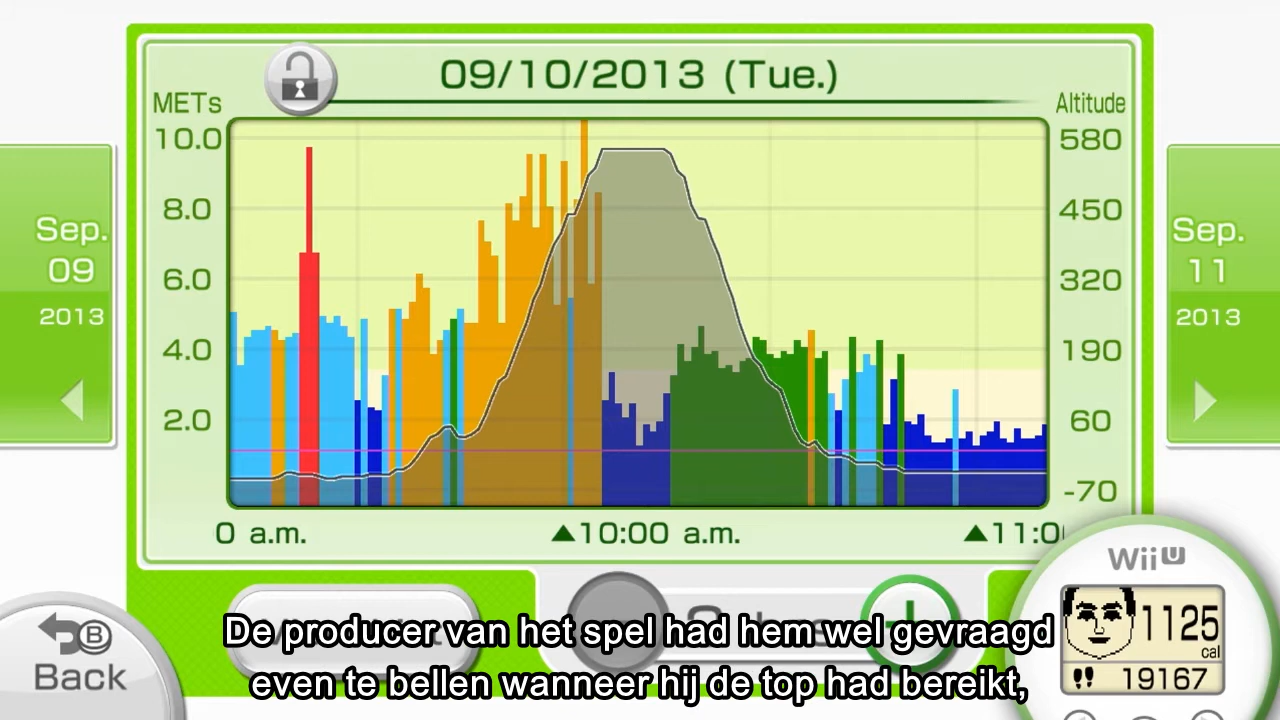 09/10/2013 (Tue.)
METs
Altitude
10.0
8.0
6.0
4.0
2.0
580
450
320
190
60
-70
Sep.
09
2013
Sep.
11
2013
0 a.m.
▲10:00 a.m.
▲11:0
Back
B
De producer van het spel had hem wel gevraagd
even te bellen wanneer hij de top had bereikt,
Wii U
1125
cal
19167